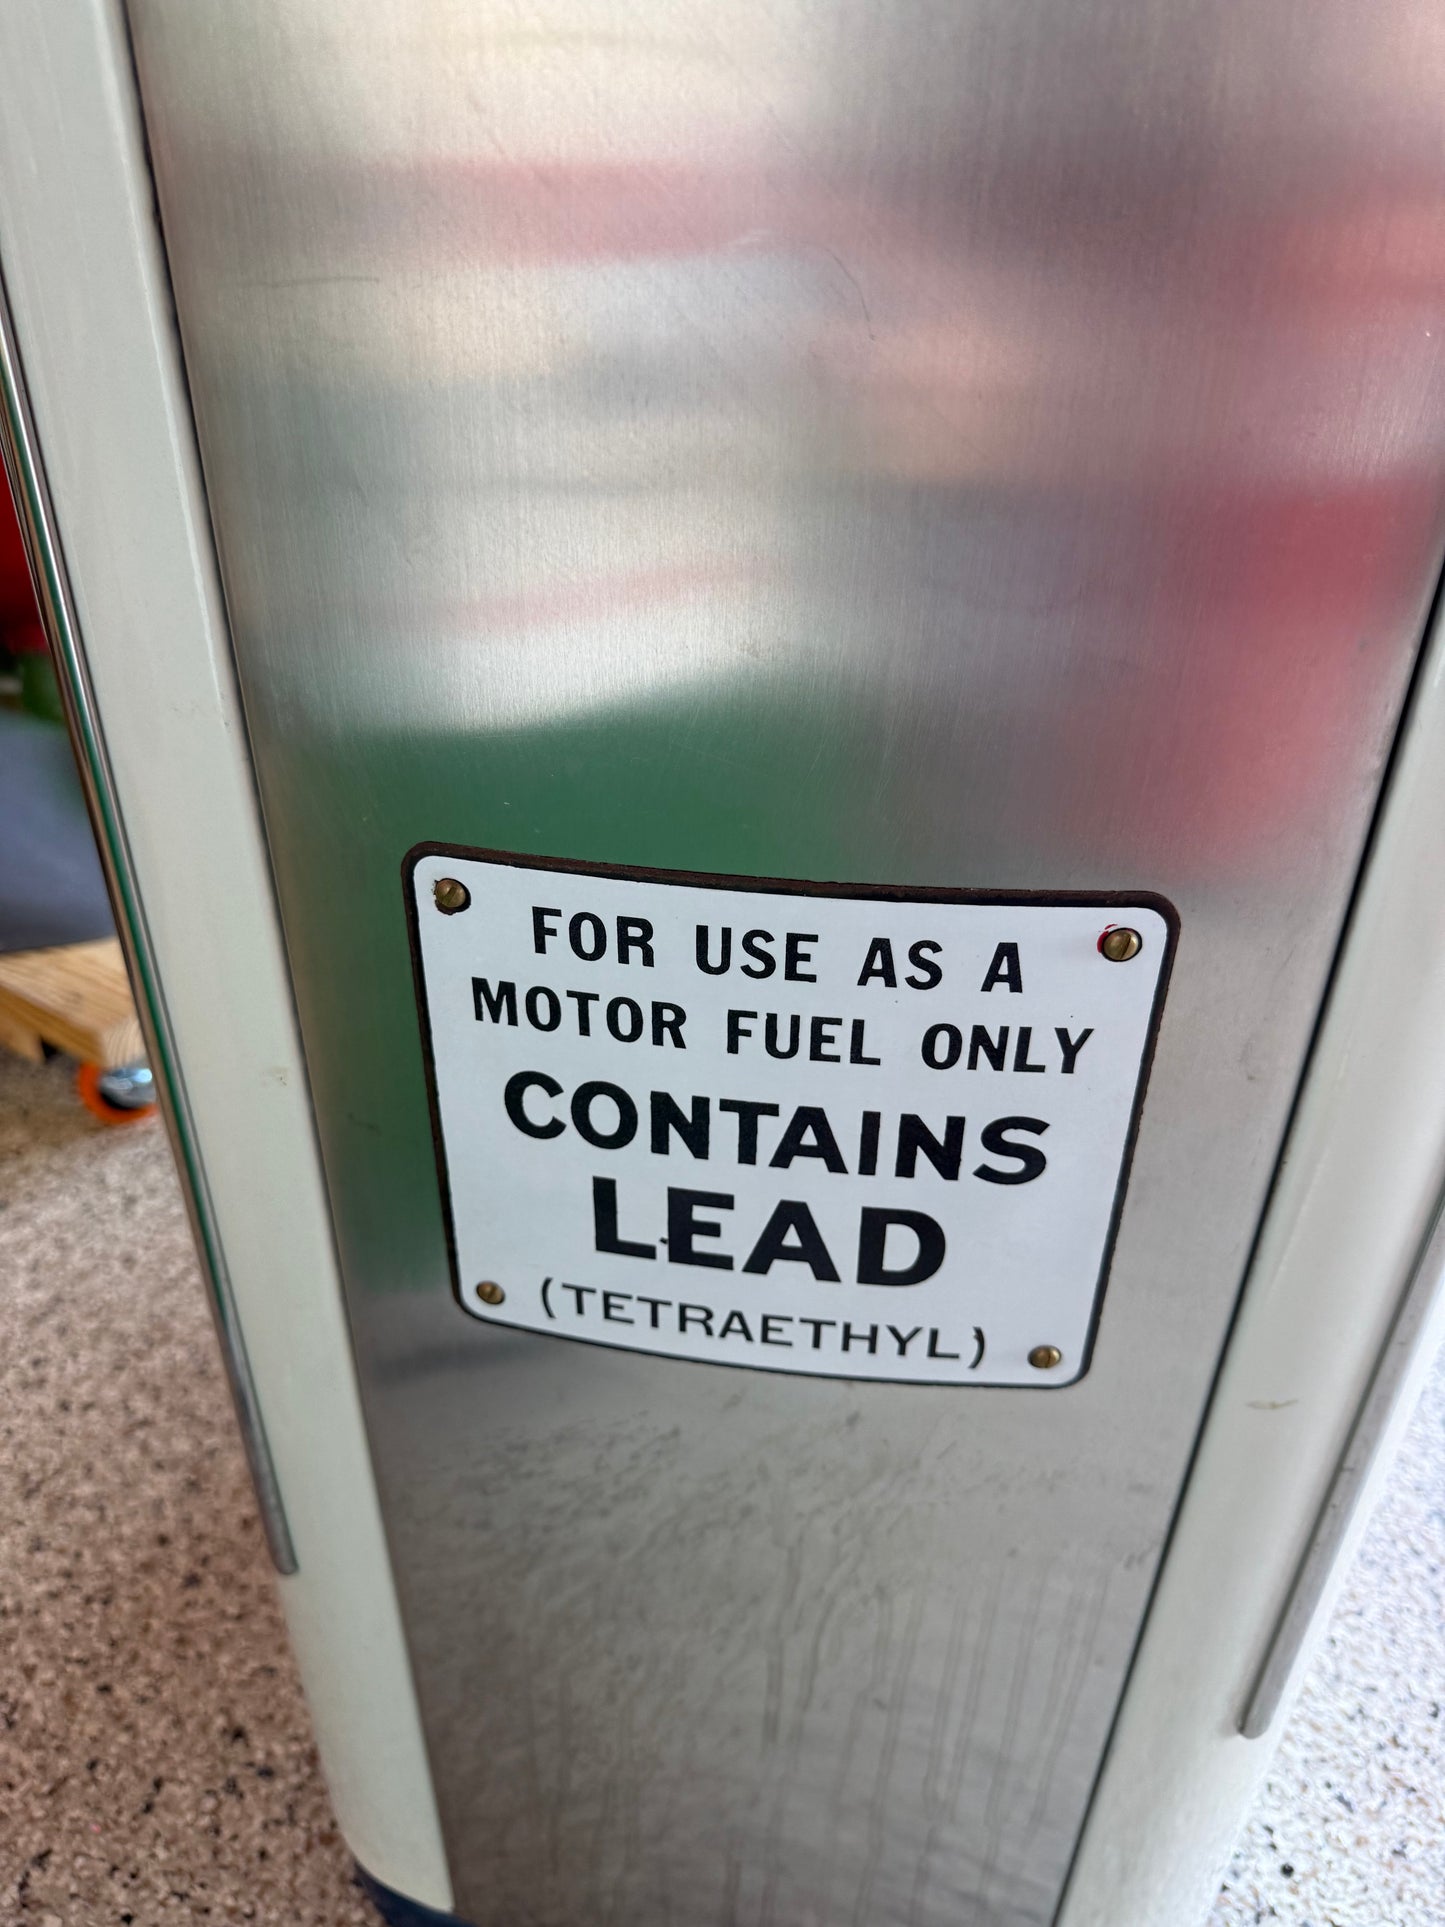 FOR USE AS A
MOTOR FUEL ONLY
CONTAINS
LEAD
(TETRAETHYL)